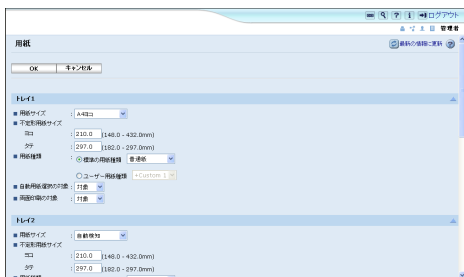 ログアウト
管理者
用紙
最新の情報に更新
OK キャンセル
トレイ1
用紙サイズ : A4ヨコ
不定形用紙サイズ
ヨコ : 210.0 (148.0 - 432.0mm)
タテ : 297.0 (182.0 - 297.0mm)
用紙種類 : 標準の用紙種類 普通紙
ユーザー用紙種類 +Custom 1
自動用紙選択の対象 : 対象
両面印刷の対象 : 対象
トレイ2
用紙サイズ : 自動検知
不定形用紙サイズ
ヨコ : 210.0 (148.0 - 432.0mm)
タテ : 297.0 (182.0 - 297.0mm)